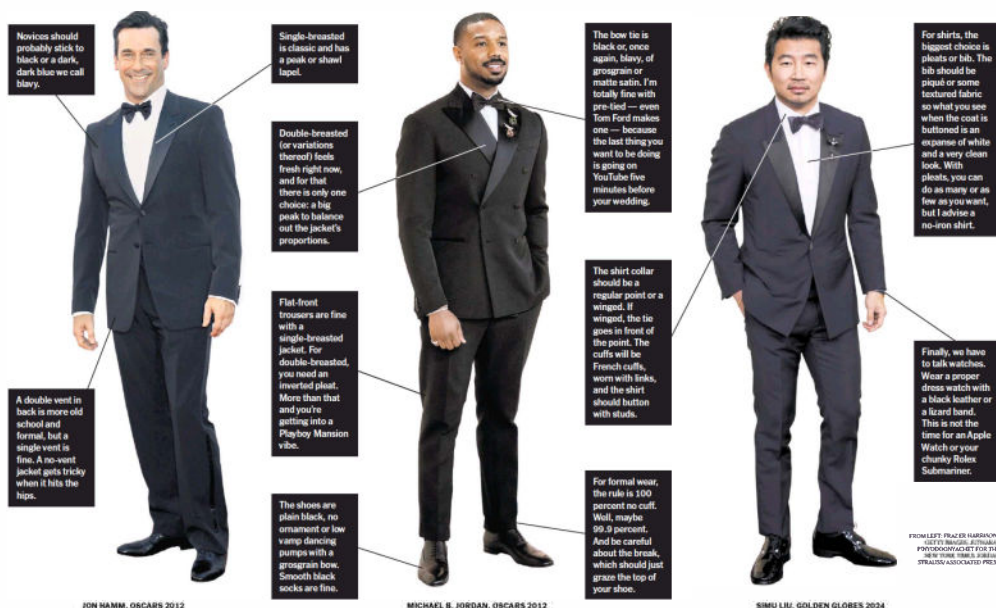 Novices should
probably stick to
black or a dark,
dark blue we call
blavy.
Single-breasted
is classic and has
a peak or shawl
lapel.
Double-breasted
(or variations
thereof) feels
fresh right now,
and for that
there is only one
choice: a big
peak to balance
out the jacket's
proportions.
Flat-front
trousers are fine
with a
single-breasted
jacket. For
double-breasted,
you need an
inverted pleat.
More than that
and you're
getting into a
Playboy Mansion
vibe.
A double vent in
back is more old
school and
formal, but a
single vent is
fine. A no-vent
jacket gets tricky
when it hits the
hips.
The shoes are
plain black, no
ornament or low
vamp dancing
pumps with a
grosgrain bow.
Smooth black
socks are fine.
The bow tie is
black or, once
again, blavy, of
grosgrain or
matte satin. I'm
totally fine with
pre-tied — even
Tom Ford makes
one — because
the last thing you
want to be doing
is going on
YouTube five
minutes before
your wedding.
The shirt collar
should be a
regular point or a
winged. If
winged, the tie
goes in front of
the point. The
cuffs will be
French cuffs,
worn with links,
and the shirt
should button
with studs.
For formal wear,
the rule is 100
percent no cuff.
Well, maybe
99.9 percent.
And be careful
about the break,
which should just
graze the top of
your shoe.
For shirts, the
biggest choice is
pleats or bib. The
bib should be
piqué or some
textured fabric
so what you see
when the coat is
buttoned is an
expanse of white
and a very clean
look. With
pleats, you can
do as many or as
few as you want,
but I advise a
no-iron shirt.
Finally, we have
to talk watches.
Wear a proper
dress watch with
a black leather or
a lizard band.
This is not the
time for an Apple
Watch or your
chunky Rolex
Submariner.
FROM LEFT: FRAZER HARRISON
GETTY IMAGES;
FOR THE
NEW YORK TIMES; JORDAN
STRAUSS/ASSOCIATED PRESS
JON HAMM, OSCARS 2012
MICHAEL B. JORDAN, OSCARS 2012
SIMU LIU, GOLDEN GLOBES 2024